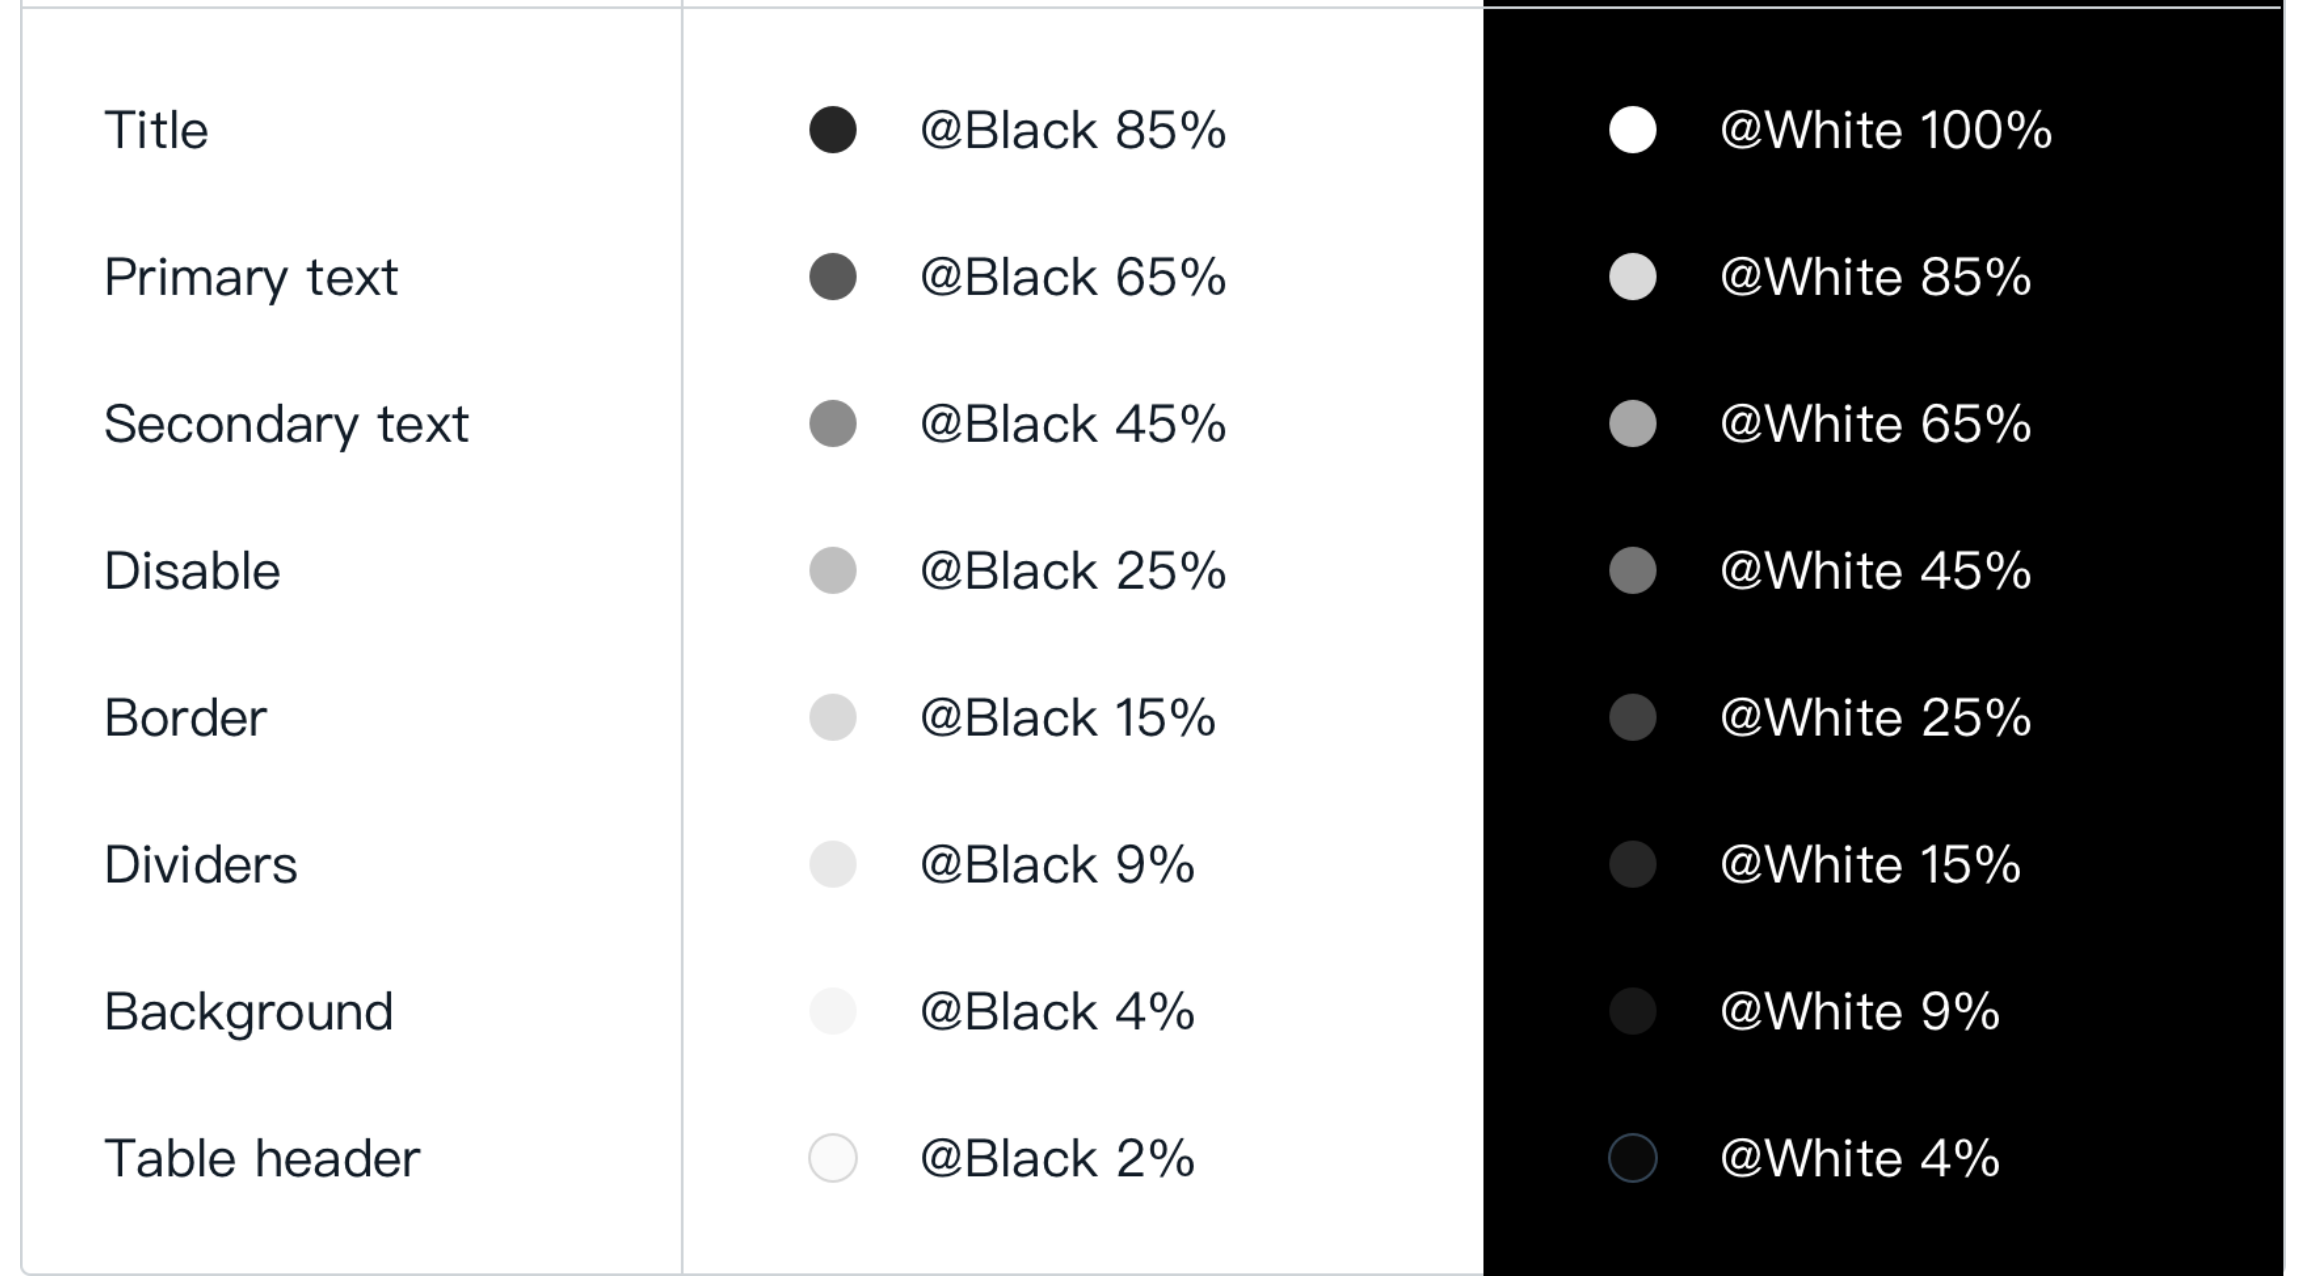 Title @Black 85% @White 100%
Primary text @Black 65% @White 85%
Secondary text @Black 45% @White 65%
Disable @Black 25% @White 45%
Border @Black 15% @White 25%
Dividers @Black 9% @White 15%
Background @Black 4% @White 9%
Table header @Black 2% @White 4%